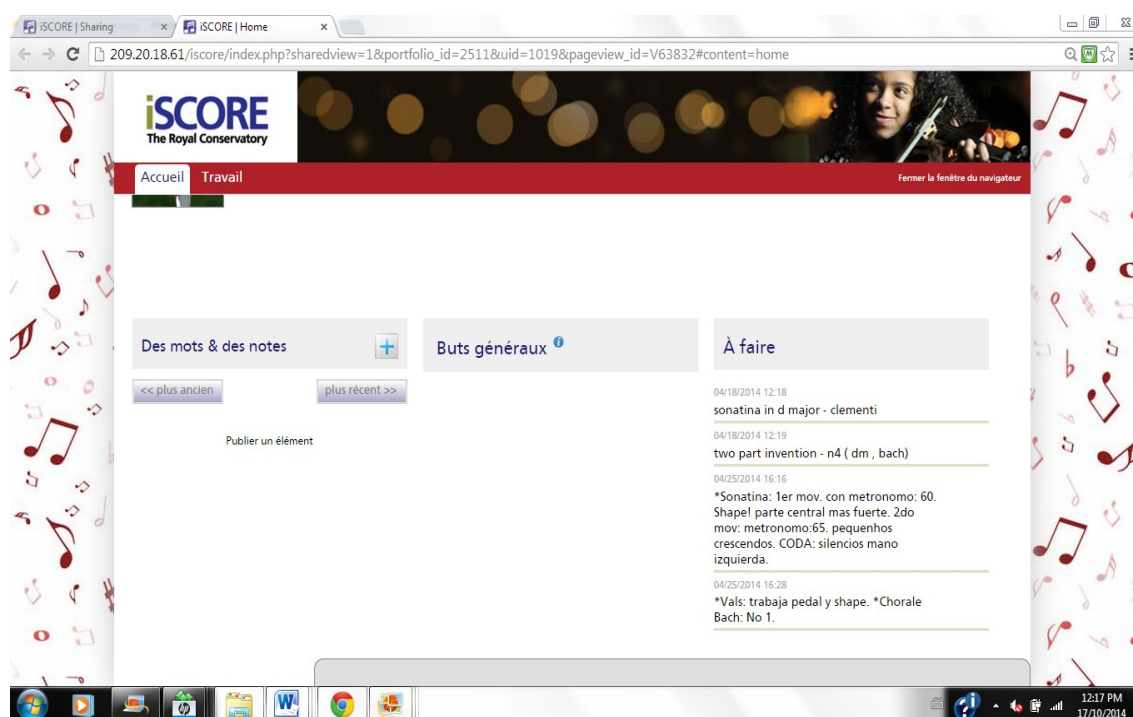 iSCORE | Sharing
iSCORE | Home
209.20.18.61/iscore/index.php?sharedview=1&portfolio_id=2511&uid=1019&pageview_id=V63832#content=home
iSCORE
The Royal Conservatory
Accueil Travail
Fermer la fenêtre du navigateur
Des mots & des notes
Buts généraux
À faire
<< plus ancien
plus récent >>
Publier un élément
04/18/2014 12:18
sonatina in d major - clementi
04/18/2014 12:19
two part invention - n4 ( dm , bach)
04/25/2014 16:16
*Sonatina: 1er mov. con metronomo: 60.
Shape! parte central mas fuerte. 2do
mov: metronomo:65. pequenhos
crescendos. CODA: silencios mano
izquierda.
04/25/2014 16:28
*Vals: trabaja pedal y shape. *Chorale
Bach: No 1.
12:17 PM
17/10/2014